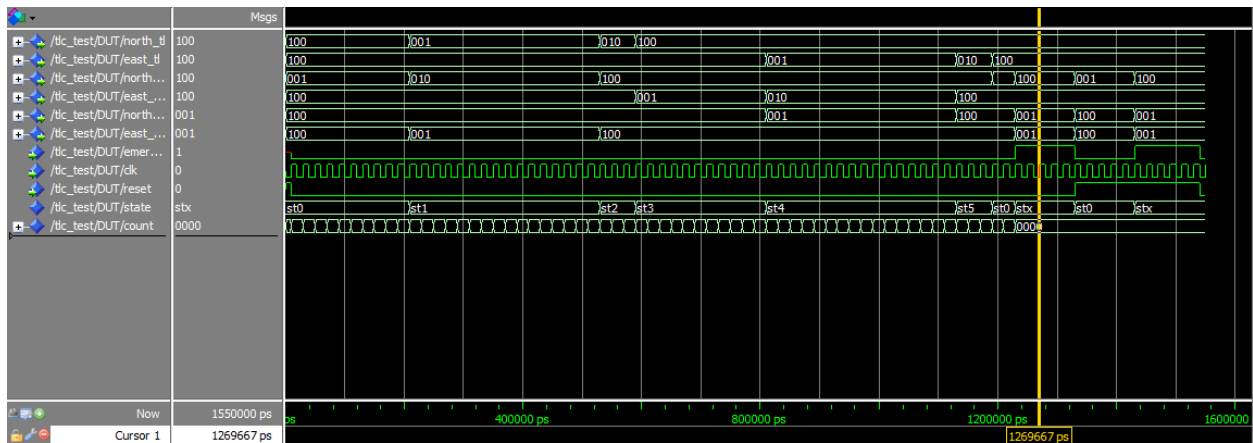 Msgs
/tlc_test/DUT/north_tl 100 100 001 010 100
/tlc_test/DUT/east_tl 100 100 001 010 100
/tlc_test/DUT/north... 100 001 010 100 100 001 100
/tlc_test/DUT/east_... 100 100 001 010 100
/tlc_test/DUT/north... 001 100 001 100 001 100 001
/tlc_test/DUT/east_... 001 100 001 100 001 100 001
/tlc_test/DUT/emer... 1
/tlc_test/DUT/clk 0
/tlc_test/DUT/reset 0
/tlc_test/DUT/state stx st0 st1 st2 st3 st4 st5 st0 stx st0 stx
/tlc_test/DUT/count 0000 0000
Now 1550000 ps ps 400000 ps 800000 ps 1200000 ps 1600000
Cursor 1 1269667 ps 1269667 ps